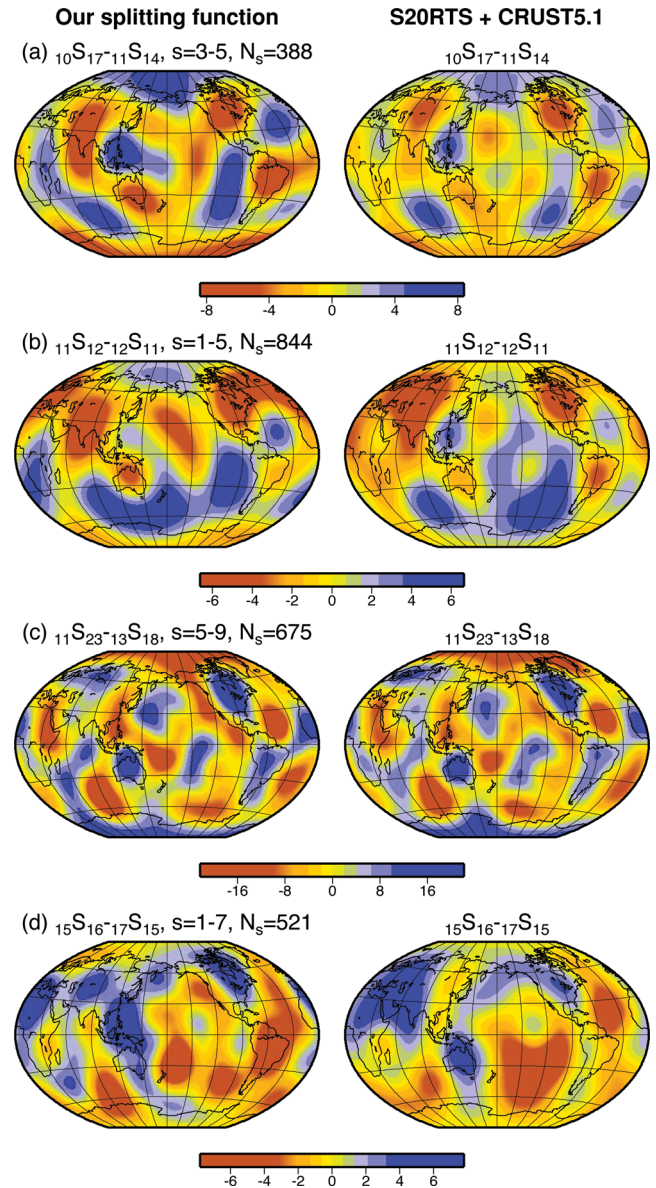 Our splitting function S20RTS + CRUST5.1
(a) ₁₀S₁₇-₁₁S₁₄, s=3-5, Nₛ=388 ₁₀S₁₇-₁₁S₁₄
-8 -4 0 4 8
(b) ₁₁S₁₂-₁₂S₁₁, s=1-5, Nₛ=844 ₁₁S₁₂-₁₂S₁₁
-6 -4 -2 0 2 4 6
(c) ₁₁S₂₃-₁₃S₁₈, s=5-9, Nₛ=675 ₁₁S₂₃-₁₃S₁₈
-16 -8 0 8 16
(d) ₁₅S₁₆-₁₇S₁₅, s=1-7, Nₛ=521 ₁₅S₁₆-₁₇S₁₅
-6 -4 -2 0 2 4 6